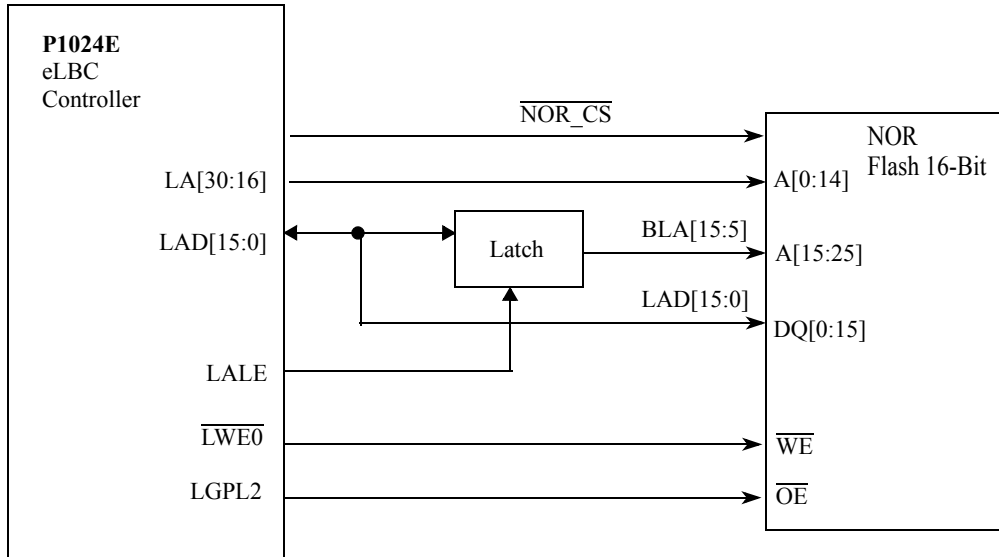 P1024E
eLBC
Controller
NOR_CS
NOR
Flash 16-Bit
LA[30:16]
A[0:14]
LAD[15:0]
Latch
BLA[15:5]
A[15:25]
LAD[15:0]
DQ[0:15]
LALE
LWE0
WE
LGPL2
OE